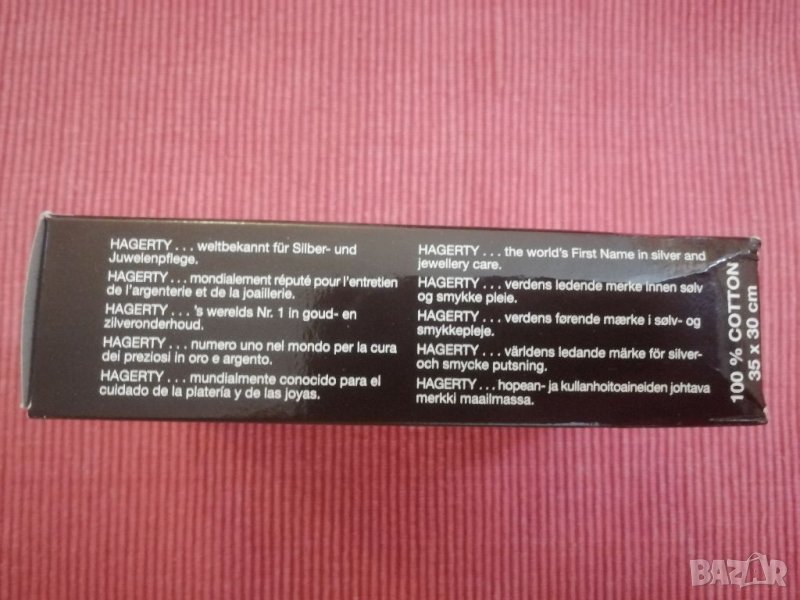 HAGERTY . . . weltbekannt für Silber- und
Juwelenpflege.
HAGERTY . . . mondialement réputé pour l'entretien
de l'argenterie et de la joaillerie.
HAGERTY . . . 's werelds Nr. 1 in goud- en
zilveronderhoud.
HAGERTY . . . numero uno nel mondo per la cura
dei preziosi in oro e argento.
HAGERTY . . . mundialmente conocido para el
cuidado de la platería y de las joyas.
HAGERTY . . . the world's First Name in silver and
jewellery care.
HAGERTY . . . verdens ledende merke innen sølv
og smykke pleie.
HAGERTY . . . verdens førende mærke i sølv- og
smykkepleje.
HAGERTY . . . världens ledande märke för silver-
och smycke putsning.
HAGERTY . . . hopean- ja kullanhoitoaineiden johtava
merkki maailmassa.
100 % COTTON
35 x 30 cm
BAZAR